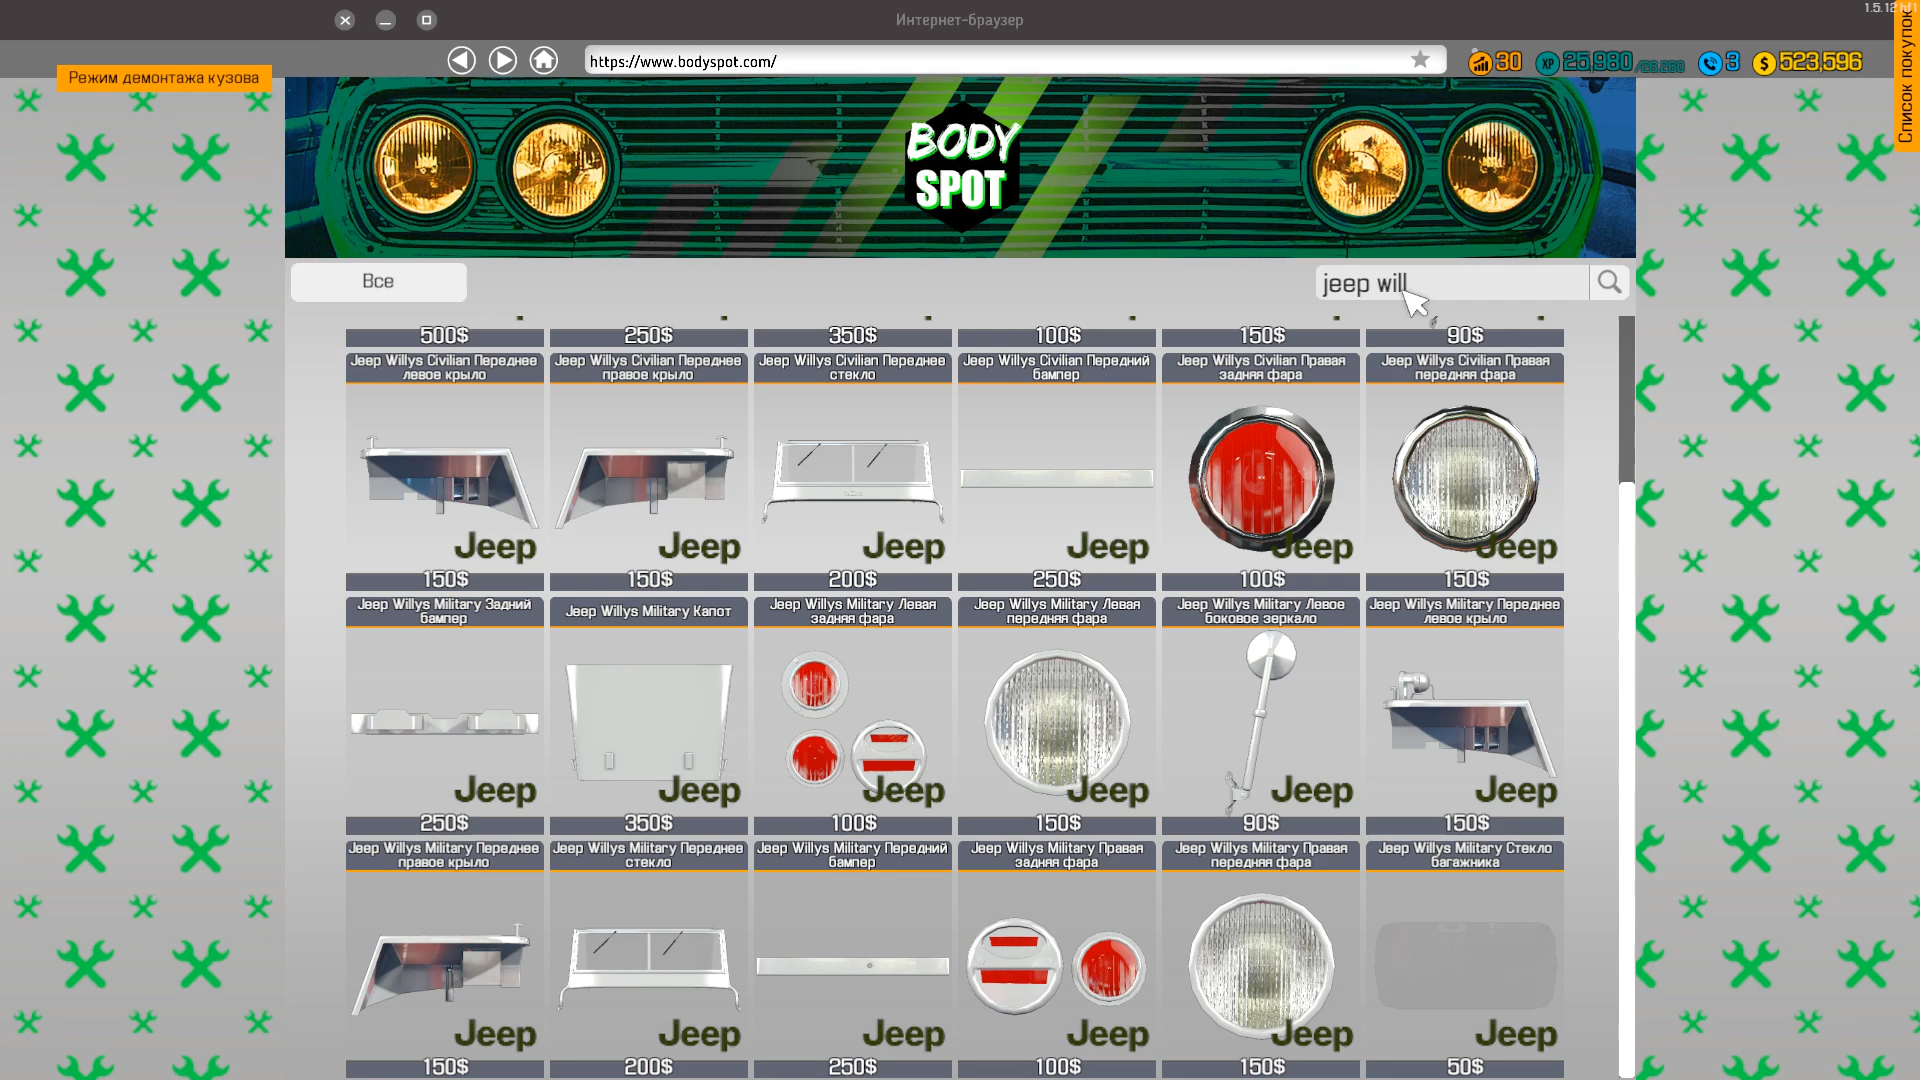 1.5.12.hf1
Интернет-браузер
https://www.bodyspot.com/
30
XP
25,980
/26,280
3
$
523,596
Режим демонтажа кузова
Список покупок
BODY
SPOT
Все
jeep will
500$
250$
350$
100$
150$
90$
Jeep Willys Civilian Переднее
левое крыло
Jeep Willys Civilian Переднее
правое крыло
Jeep Willys Civilian Переднее
стекло
Jeep Willys Civilian Передний
бампер
Jeep Willys Civilian Правая
задняя фара
Jeep Willys Civilian Правая
передняя фара
Jeep
Jeep
Jeep
Jeep
Jeep
Jeep
150$
150$
200$
250$
100$
150$
Jeep Willys Military Задний
бампер
Jeep Willys Military Капот
Jeep Willys Military Левая
задняя фара
Jeep Willys Military Левая
передняя фара
Jeep Willys Military Левое
боковое зеркало
Jeep Willys Military Переднее
левое крыло
Jeep
Jeep
Jeep
Jeep
Jeep
Jeep
250$
350$
100$
150$
90$
150$
Jeep Willys Military Переднее
правое крыло
Jeep Willys Military Переднее
стекло
Jeep Willys Military Передний
бампер
Jeep Willys Military Правая
задняя фара
Jeep Willys Military Правая
передняя фара
Jeep Willys Military Стекло
багажника
Jeep
Jeep
Jeep
Jeep
Jeep
Jeep
150$
200$
250$
100$
150$
50$